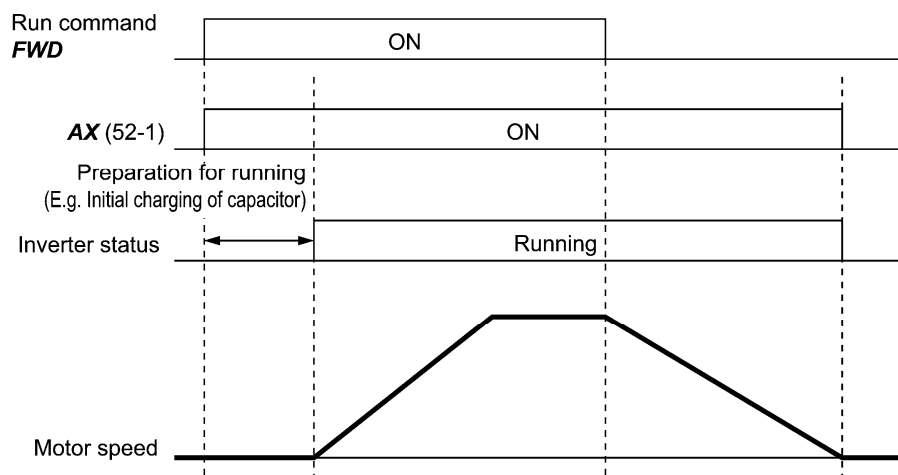 Run command
FWD
ON
AX (52-1)
ON
Preparation for running
(E.g. Initial charging of capacitor)
Inverter status
Running
Motor speed